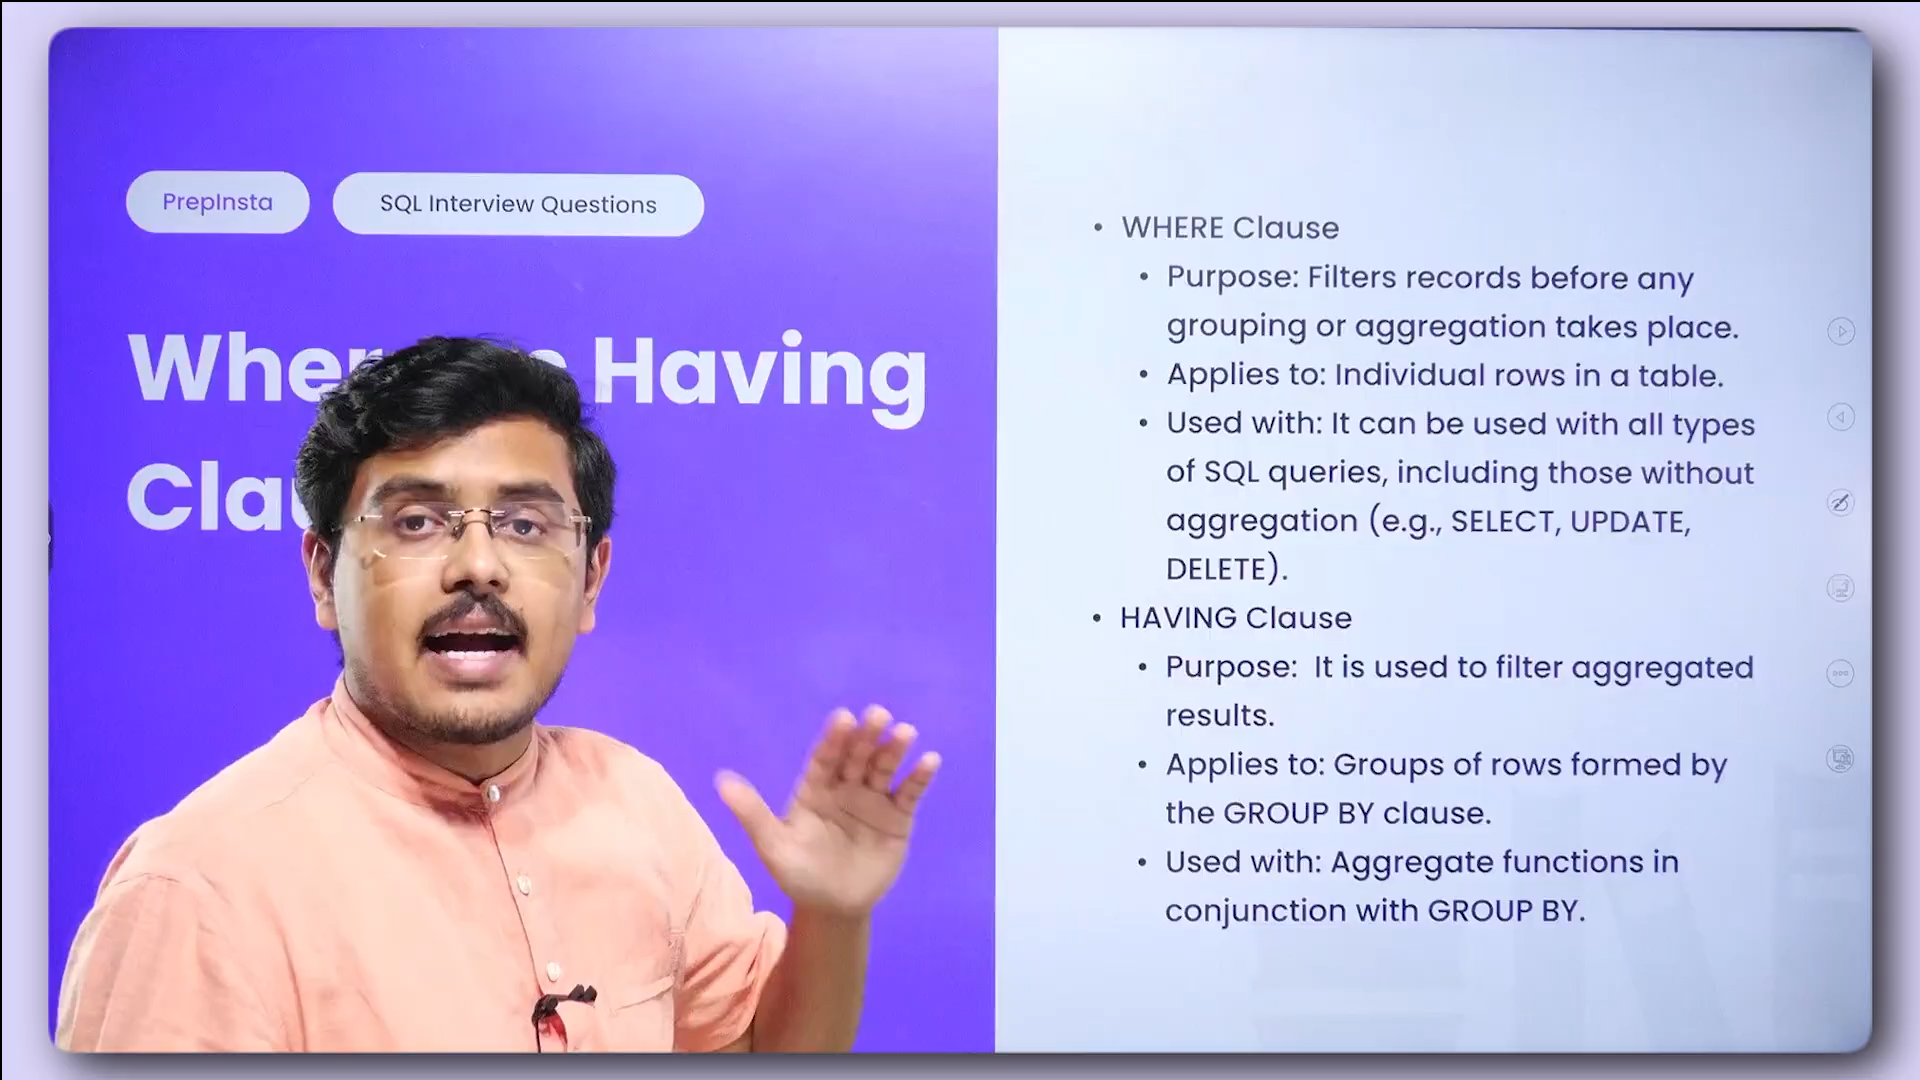 PrepInsta
SQL Interview Questions
Having
WHERE Clause
Purpose: Filters records before any
grouping or aggregation takes place.
Applies to: Individual rows in a table.
Used with: It can be used with all types
of SQL queries, including those without
aggregation (e.g., SELECT, UPDATE,
DELETE).
HAVING Clause
Purpose: It is used to filter aggregated
results.
Applies to: Groups of rows formed by
the GROUP BY clause.
Used with: Aggregate functions in
conjunction with GROUP BY.